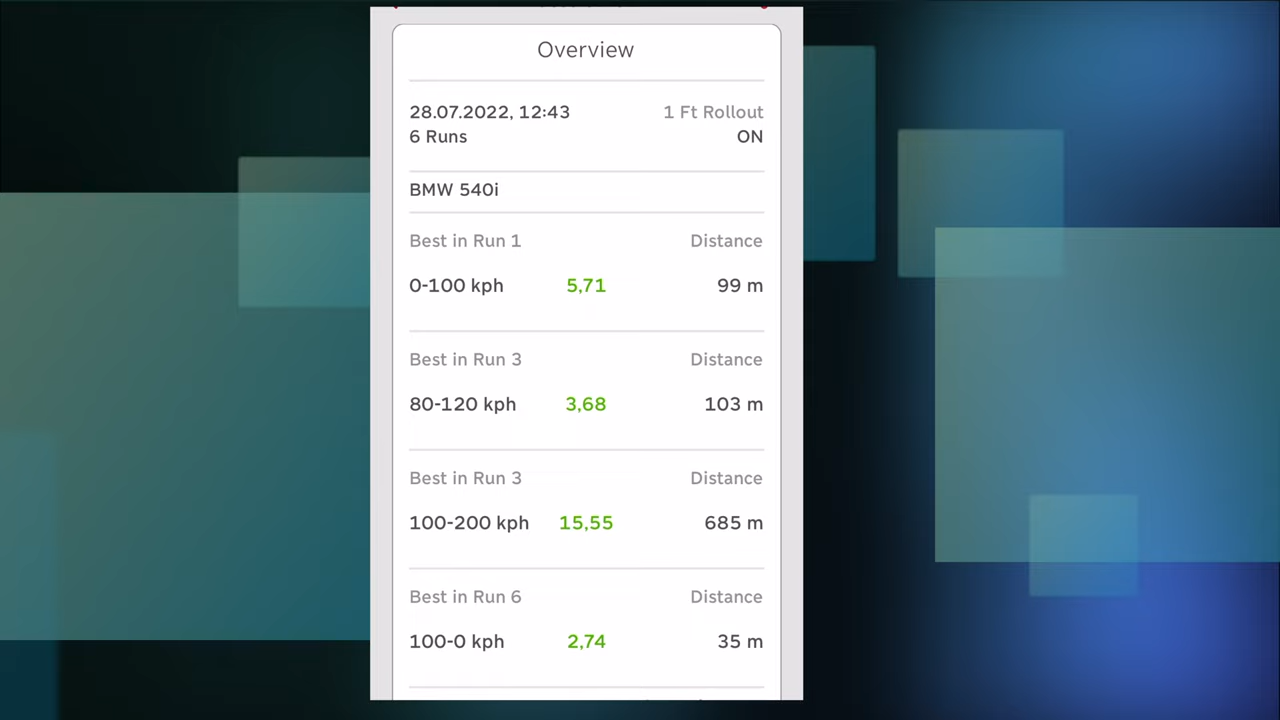 Overview
28.07.2022, 12:43 1 Ft Rollout
6 Runs ON
BMW 540i
Best in Run 1 Distance
0-100 kph 5,71 99 m
Best in Run 3 Distance
80-120 kph 3,68 103 m
Best in Run 3 Distance
100-200 kph 15,55 685 m
Best in Run 6 Distance
100-0 kph 2,74 35 m